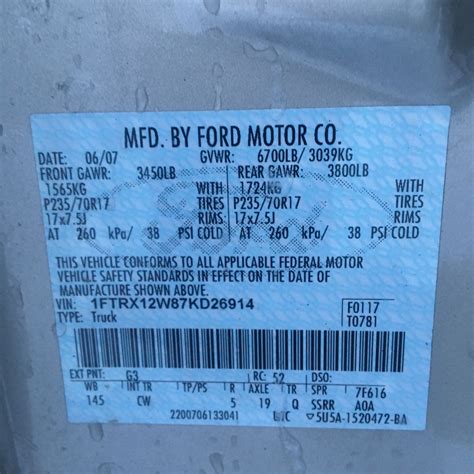 MFD. BY FORD MOTOR CO.
DATE: 06/07 GVWR: 6700LB/ 3039KG
FRONT GAWR: 3450LB REAR GAWR: 3800LB
1565KG WITH 1724KG WITH
P235/70R17 TIRES P235/70R17 TIRES
17x7.5J RIMS 17x7.5J RIMS
AT 260 kPa/ 38 PSI COLD AT 260 kPa/ 38 PSI COLD
THIS VEHICLE CONFORMS TO ALL APPLICABLE FEDERAL MOTOR
VEHICLE SAFETY STANDARDS IN EFFECT ON THE DATE OF
MANUFACTURE SHOWN ABOVE.
VIN: 1FTRX12W87KD26914 F0117
TYPE: Truck T0781
EXT PNT: G3 RC: 52 DSO:
WB INT TR TP/PS R AXLE TR SPR 7F616
145 CW 5 19 Q SSRR AOA
2200706133041 UTC 5U5A-1520472-BA
Ford